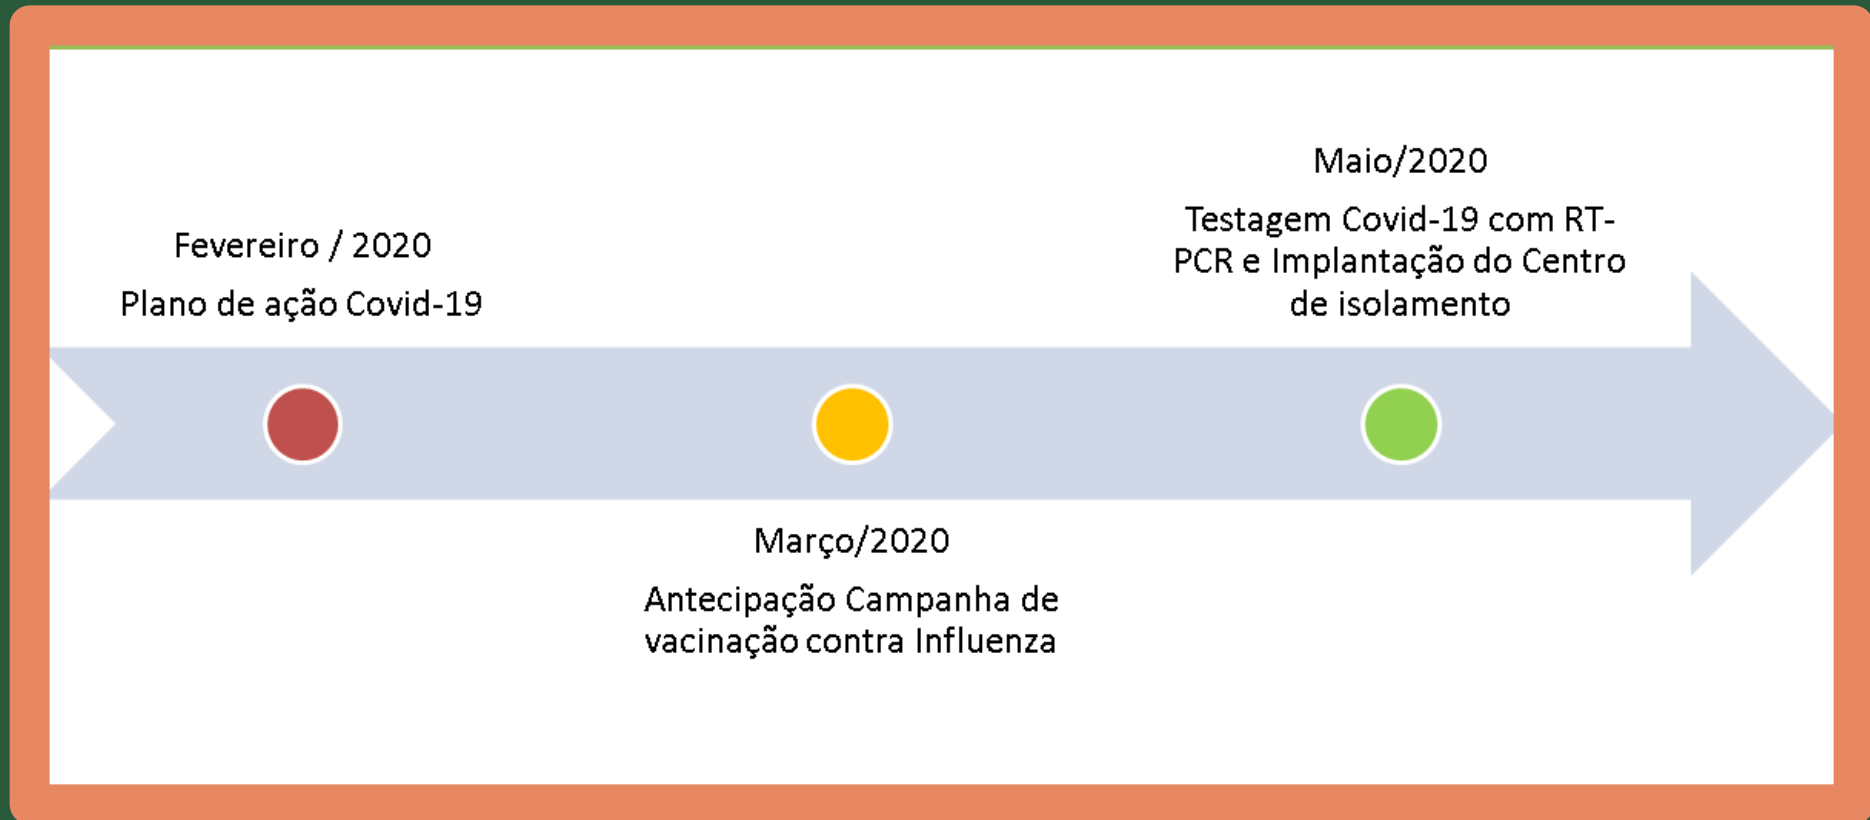 Fevereiro / 2020
Plano de ação Covid-19
Março/2020
Antecipação Campanha de
vacinação contra Influenza
Maio/2020
Testagem Covid-19 com RT-
PCR e Implantação do Centro
de isolamento